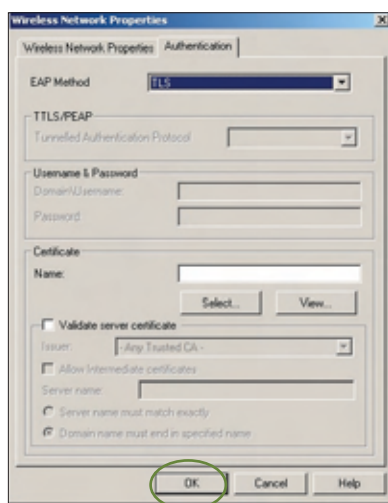 Wireless Network Properties
Wireless Network Properties Authentication
EAP Method TLS
TTLS/PEAP
Tunnelled Authentication Protocol
Username & Password
Domain\Username:
Password:
Certificate
Name:
Select... View...
Validate server certificate
Issuer: - Any Trusted CA -
Allow Intermediate certificates
Server name:
Server name must match exactly
Domain name must end in specified name
OK Cancel Help